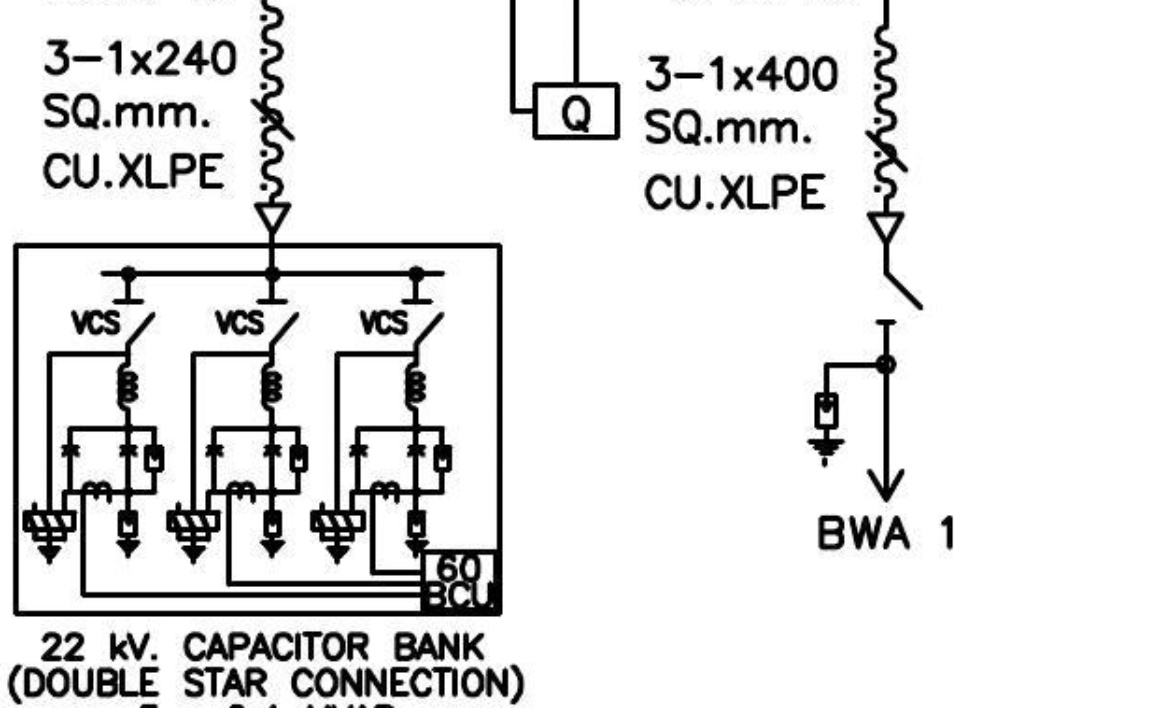 3-1x240
SQ.mm.
CU.XLPE
Q
3-1x400
SQ.mm.
CU.XLPE
VCS
VCS
VCS
60
BCU
BWA 1
22 kV. CAPACITOR BANK
(DOUBLE STAR CONNECTION)